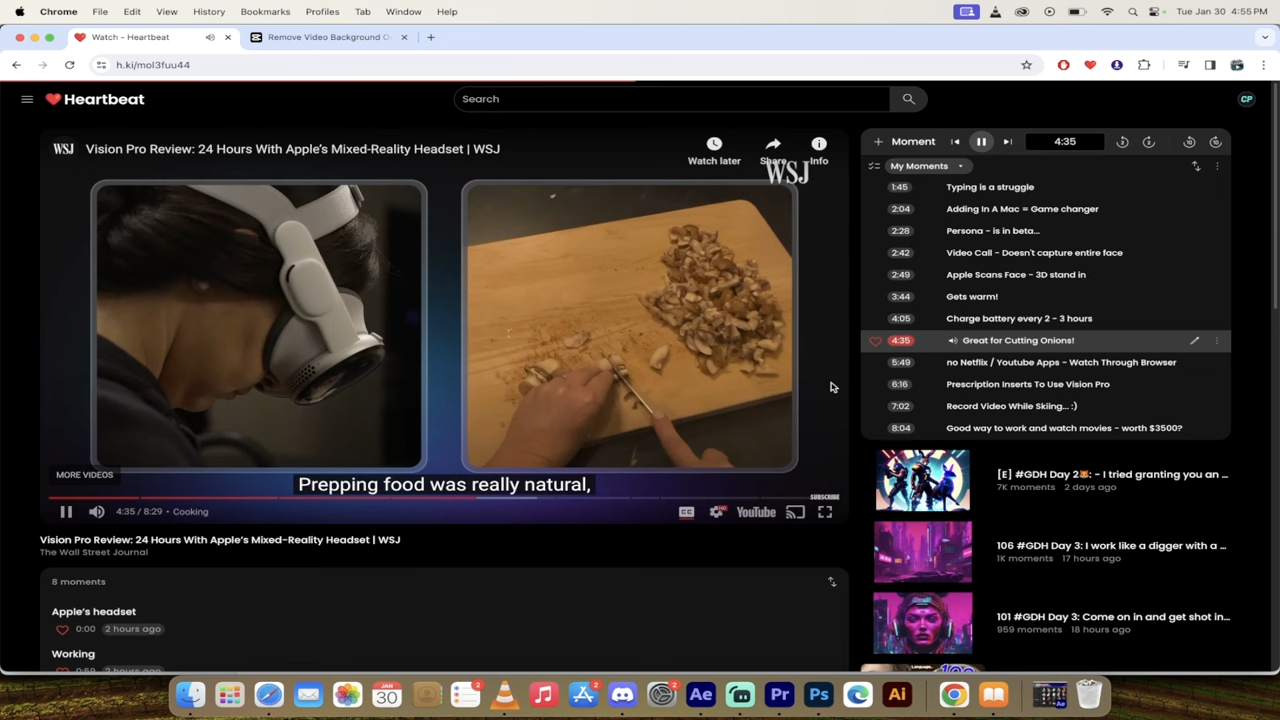 Chrome File Edit View History Bookmarks Profiles Tab Window Help Tue Jan 30 4:55 PM
Watch - Heartbeat Remove Video Background O
h.ki/mol3fuu44
Heartbeat Search CP
WSJ Vision Pro Review: 24 Hours With Apple's Mixed-Reality Headset | WSJ
Watch later Share Info
WSJ
MORE VIDEOS
Prepping food was really natural,
SUBSCRIBE
4:35 / 8:29 • Cooking CC HD YouTube
Vision Pro Review: 24 Hours With Apple's Mixed-Reality Headset | WSJ
The Wall Street Journal
8 moments
Apple's headset
0:00 2 hours ago
Working
0:59 2 hours ago
+ Moment 4:35
My Moments
1:45 Typing is a struggle
2:04 Adding In A Mac = Game changer
2:28 Persona - is in beta...
2:42 Video Call - Doesn't capture entire face
2:49 Apple Scans Face - 3D stand in
3:44 Gets warm!
4:05 Charge battery every 2 - 3 hours
4:35 Great for Cutting Onions!
5:49 no Netflix / Youtube Apps - Watch Through Browser
6:16 Prescription Inserts To Use Vision Pro
7:02 Record Video While Skiing... :)
8:04 Good way to work and watch movies - worth $3500?
[E] #GDH Day 2🐯: - I tried granting you an ...
7K moments 2 days ago
106 #GDH Day 3: I work like a digger with a ...
1K moments 17 hours ago
101 #GDH Day 3: Come on in and get shot in...
959 moments 18 hours ago
JAN 30 2 2 2 Ae Pr Ps Ai